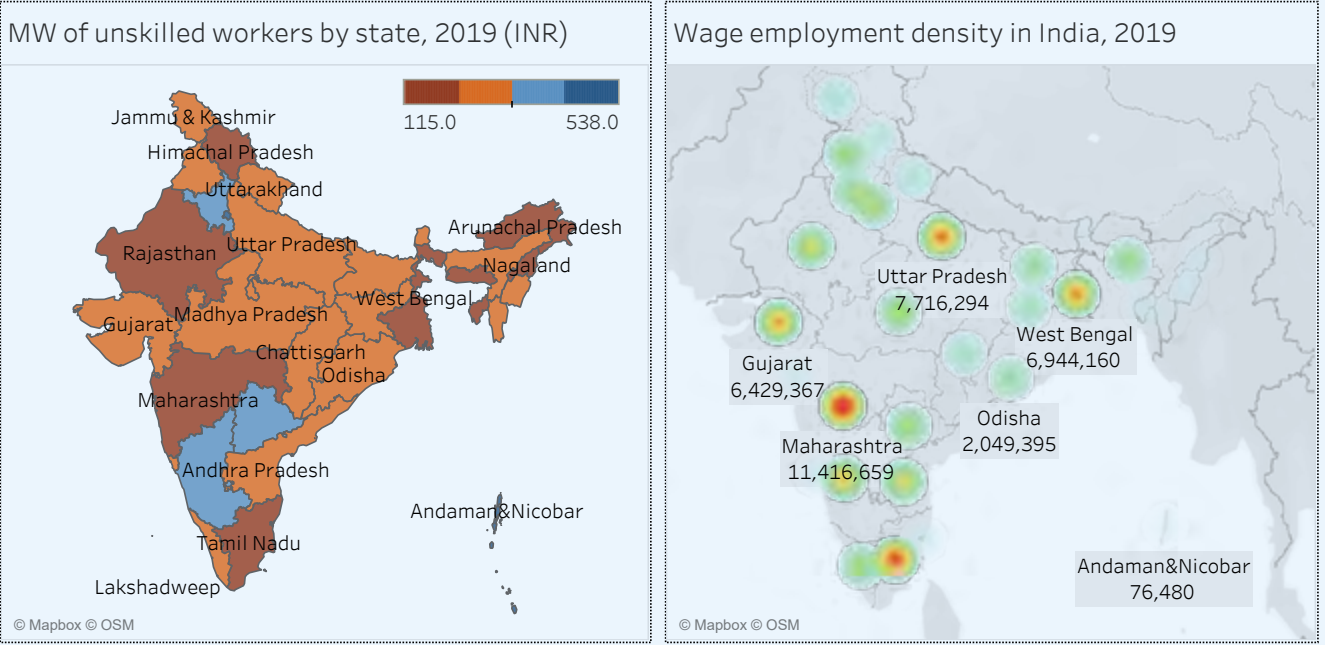 MW of unskilled workers by state, 2019 (INR)
115.0
538.0
Jammu & Kashmir
Himachal Pradesh
Uttarakhand
Arunachal Pradesh
Rajasthan
Uttar Pradesh
Nagaland
West Bengal
Gujarat
Madhya Pradesh
Chattisgarh
Odisha
Maharashtra
Andhra Pradesh
Andaman&Nicobar
Tamil Nadu
Lakshadweep
© Mapbox © OSM
Wage employment density in India, 2019
Uttar Pradesh
7,716,294
West Bengal
6,944,160
Gujarat
6,429,367
Odisha
2,049,395
Maharashtra
11,416,659
Andaman&Nicobar
76,480
© Mapbox © OSM